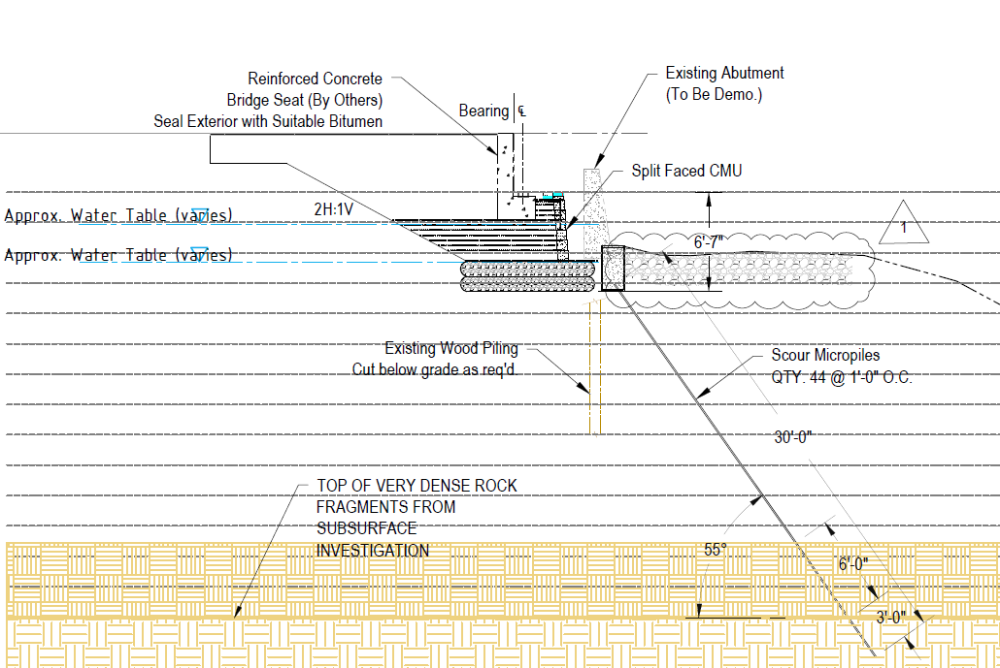 Reinforced Concrete
Bridge Seat (By Others)
Seal Exterior with Suitable Bitumen
Bearing
℄
Existing Abutment
(To Be Demo.)
Split Faced CMU
Approx. Water Table (varies)
2H:1V
1
6'-7"
Approx. Water Table (varies)
Existing Wood Piling
Cut below grade as req'd.
Scour Micropiles
QTY. 44 @ 1'-0" O.C.
30'-0"
TOP OF VERY DENSE ROCK
FRAGMENTS FROM
SUBSURFACE
INVESTIGATION
55°
6'-0"
3'-0"